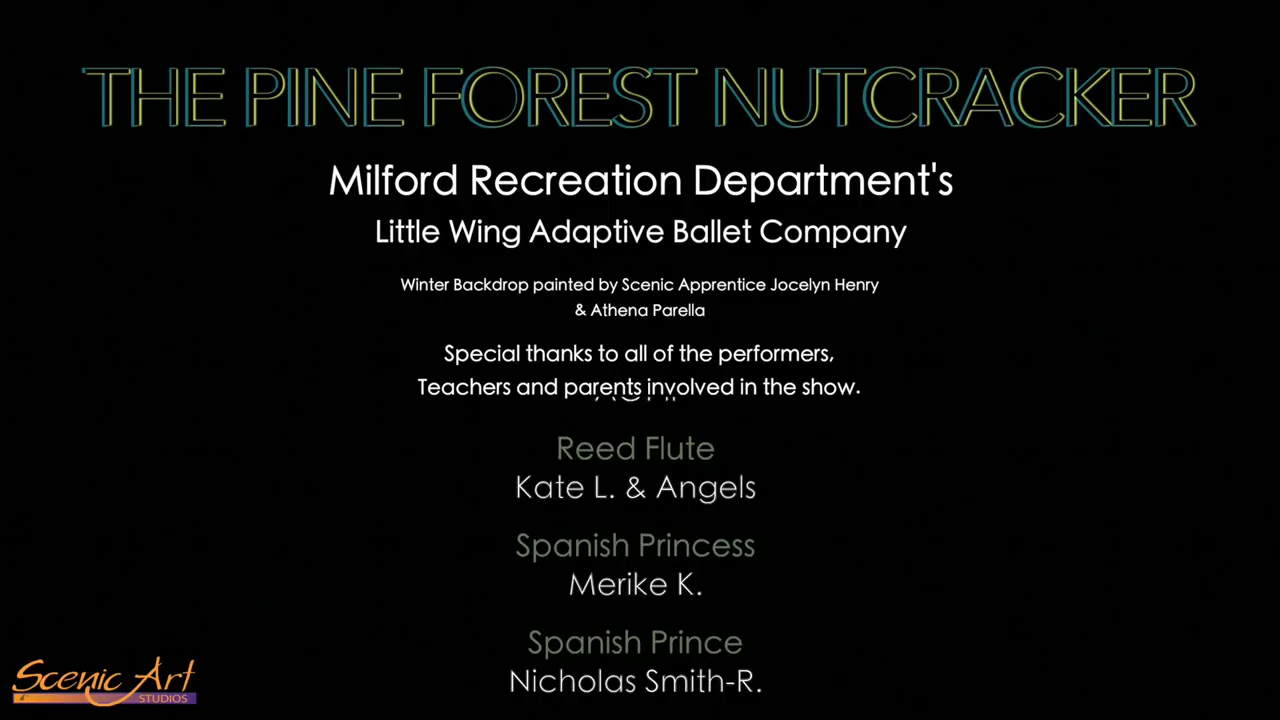 THE PINE FOREST NUTCRACKER
Milford Recreation Department's
Little Wing Adaptive Ballet Company
Winter Backdrop painted by Scenic Apprentice Jocelyn Henry
& Athena Parella
Special thanks to all of the performers,
Teachers and parents involved in the show.
Reed Flute
Kate L. & Angels
Spanish Princess
Merike K.
Spanish Prince
Nicholas Smith-R.
Scenic Art
STUDIOS